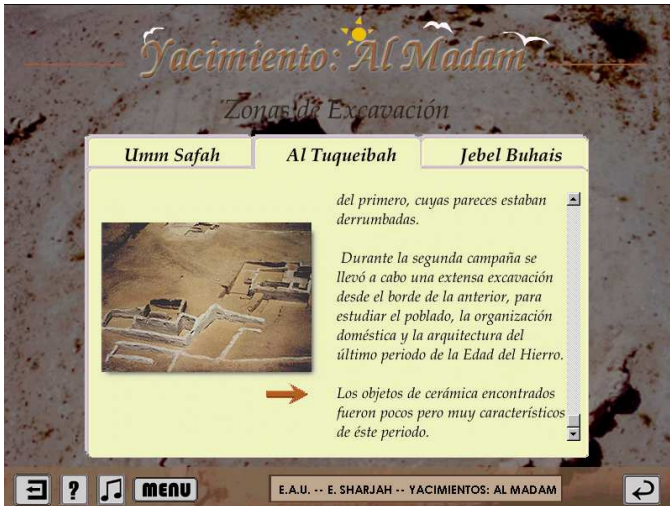 Yacimiento: Al Madam
Zonas de Excavación
Umm Safah
Al Tuqueibah
Jebel Buhais
del primero, cuyas pareces estaban
derrumbadas.
Durante la segunda campaña se
llevó a cabo una extensa excavación
desde el borde de la anterior, para
estudiar el poblado, la organización
doméstica y la arquitectura del
último periodo de la Edad del Hierro.
Los objetos de cerámica encontrados
fueron pocos pero muy característicos
de éste periodo.
?
MENU
E.A.U. -- E. SHARJAH -- YACIMIENTOS: AL MADAM